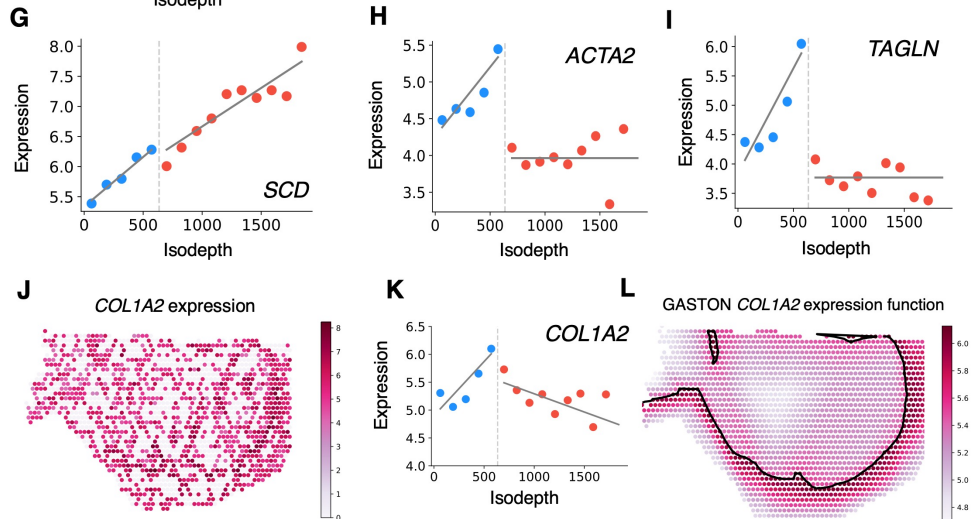 Isodepth
G
SCD
Expression
8.0
7.5
7.0
6.5
6.0
5.5
0 500 1000 1500
Isodepth
H
ACTA2
Expression
5.5
5.0
4.5
4.0
3.5
0 500 1000 1500
Isodepth
I
TAGLN
Expression
6.0
5.5
5.0
4.5
4.0
3.5
0 500 1000 1500
Isodepth
J
COL1A2 expression
8
7
6
5
4
3
2
1
0
K
COL1A2
Expression
6.5
6.0
5.5
5.0
4.5
4.0
0 500 1000 1500
Isodepth
L
GASTON COL1A2 expression function
6.0
5.8
5.6
5.4
5.2
5.0
4.8